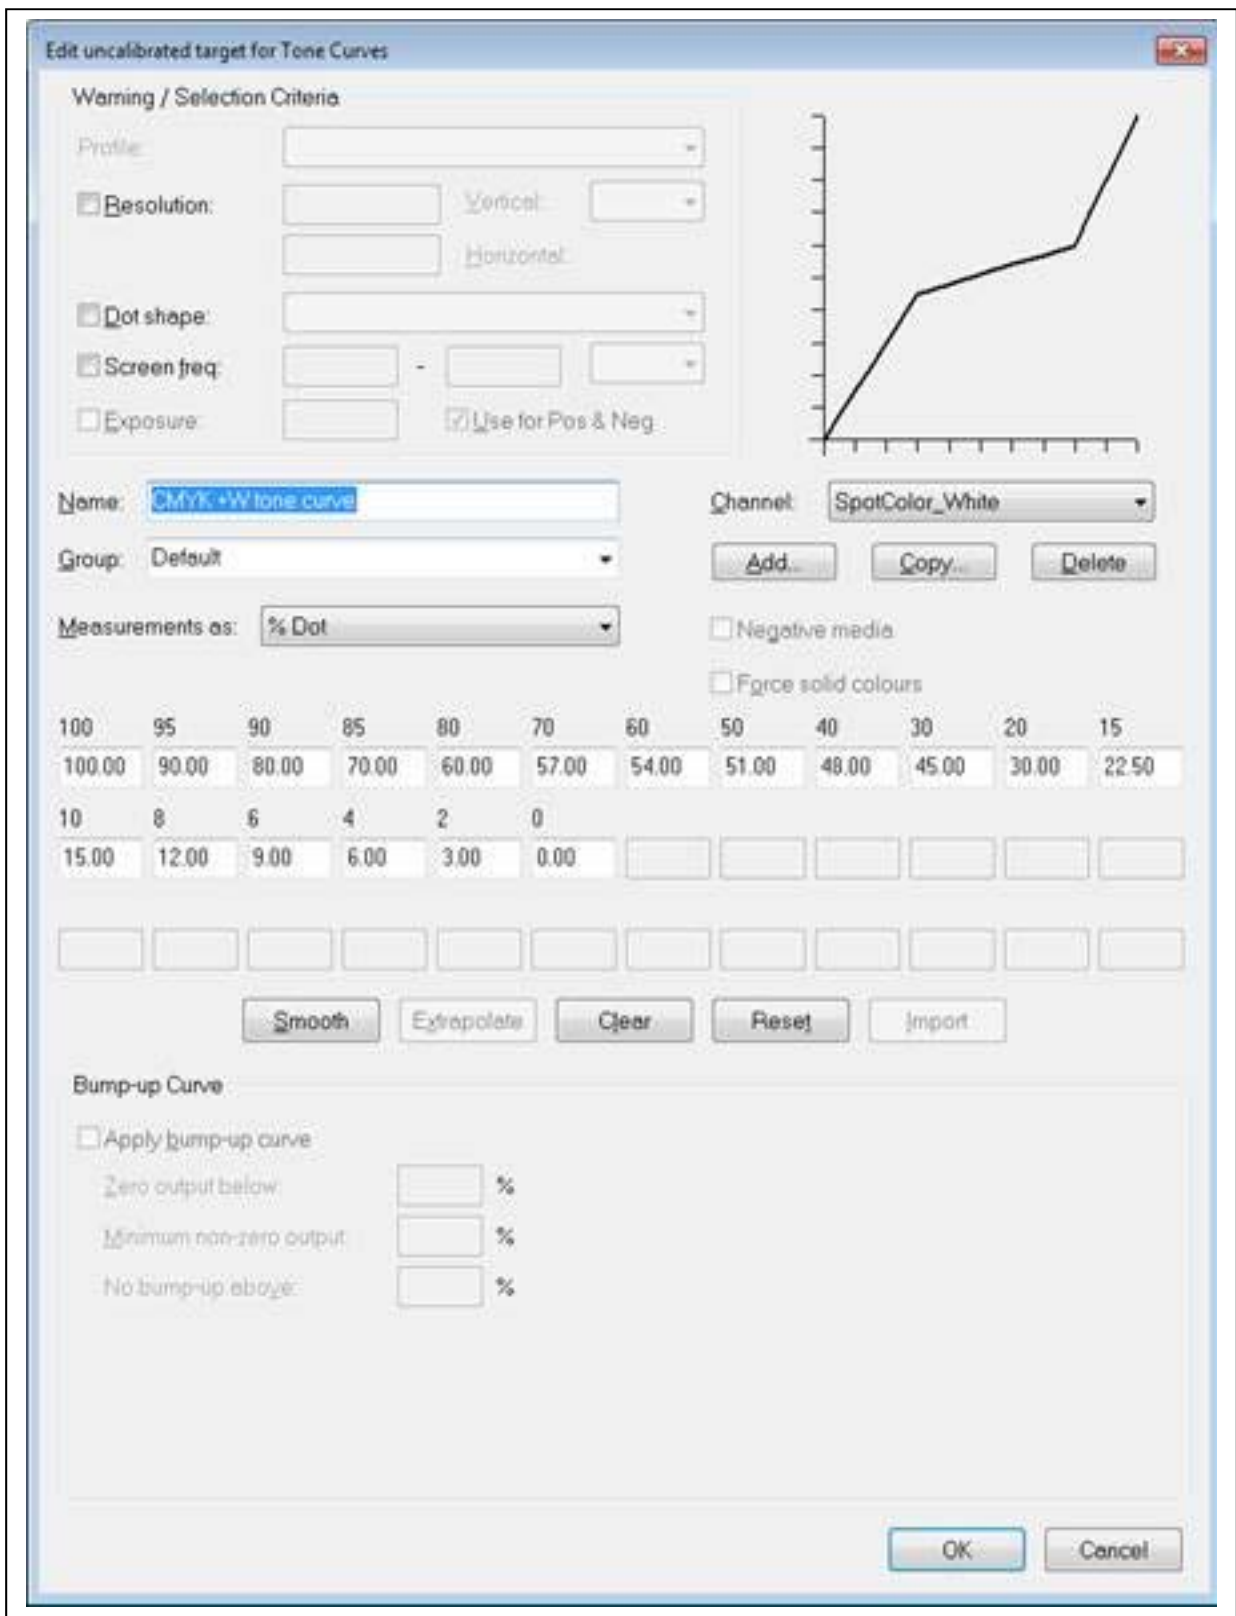 Edit uncalibrated target for Tone Curves
Warning / Selection Criteria
Profile:
Resolution:
Vertical:
Horizontal:
Dot shape:
Screen freq:
-
Exposure:
Use for Pos & Neg
Name:
CMYK +W tone curve
Channel:
SpotColor_White
Group:
Default
Add...
Copy...
Delete
Measurements as:
% Dot
Negative media
Force solid colours
100 95 90 85 80 70 60 50 40 30 20 15
100.00 90.00 80.00 70.00 60.00 57.00 54.00 51.00 48.00 45.00 30.00 22.50
10 8 6 4 2 0
15.00 12.00 9.00 6.00 3.00 0.00
Smooth
Extrapolate
Clear
Reset
Import
Bump-up Curve
Apply bump-up curve
Zero output below:
%
Minimum non-zero output:
%
No bump-up above:
%
OK
Cancel